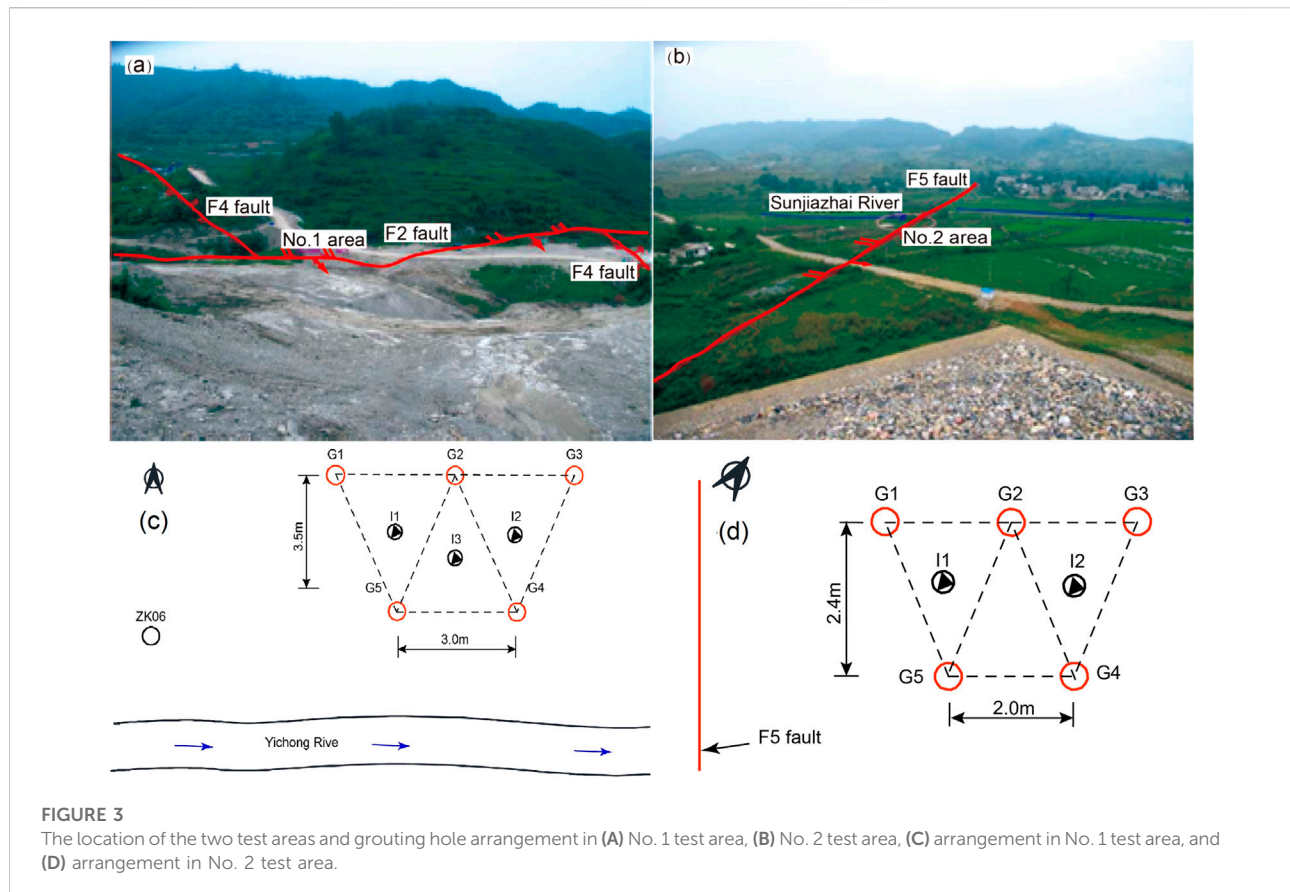 (a)
F4 fault
No.1 area
F2 fault
F4 fault
(b)
F5 fault
Sunjiazhai River
No.2 area
(c)
G1
G2
G3
3.5m
I1
I2
I3
G5
G4
ZK06
3.0m
Yichong Rive
(d)
G1
G2
G3
I1
I2
2.4m
G5
G4
2.0m
F5 fault
FIGURE 3
The location of the two test areas and grouting hole arrangement in (A) No. 1 test area, (B) No. 2 test area, (C) arrangement in No. 1 test area, and
(D) arrangement in No. 2 test area.